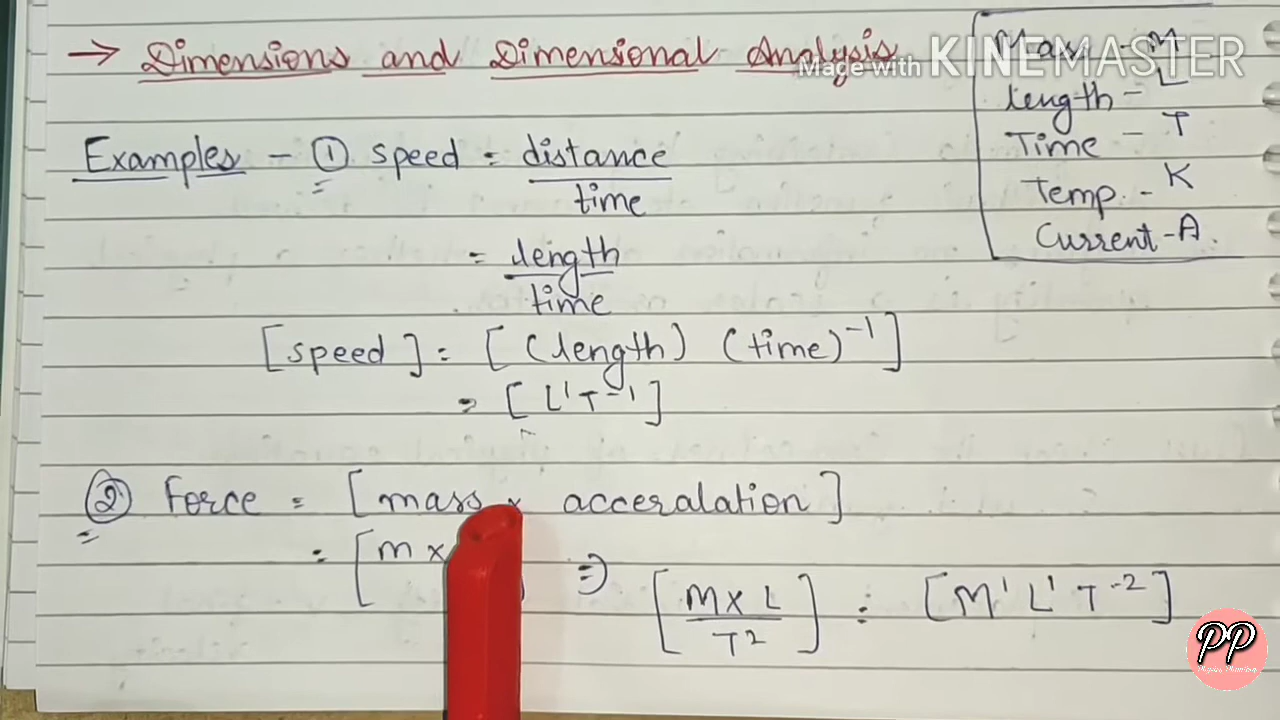 → Dimensions and Dimensional Analysis
Made with KINEMASTER
Mass - M
Length - L
Time - T
Temp. - K
Current - A.
Examples - ① speed = distance
time
= length
time
[speed] = [(length) (time)⁻¹]
= [L¹T⁻¹]
② Force = [mass × acceralation]
= [m ×
⇒ [M × L / T²] = [M¹ L¹ T⁻²]
PP